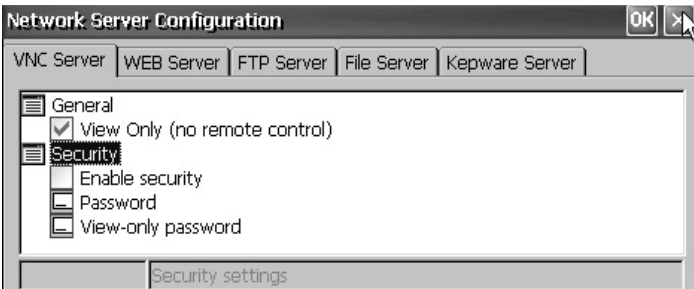 Network Server Configuration OK ×
VNC Server WEB Server FTP Server File Server Kepware Server
General
View Only (no remote control)
Security
Enable security
Password
View-only password
Security settings